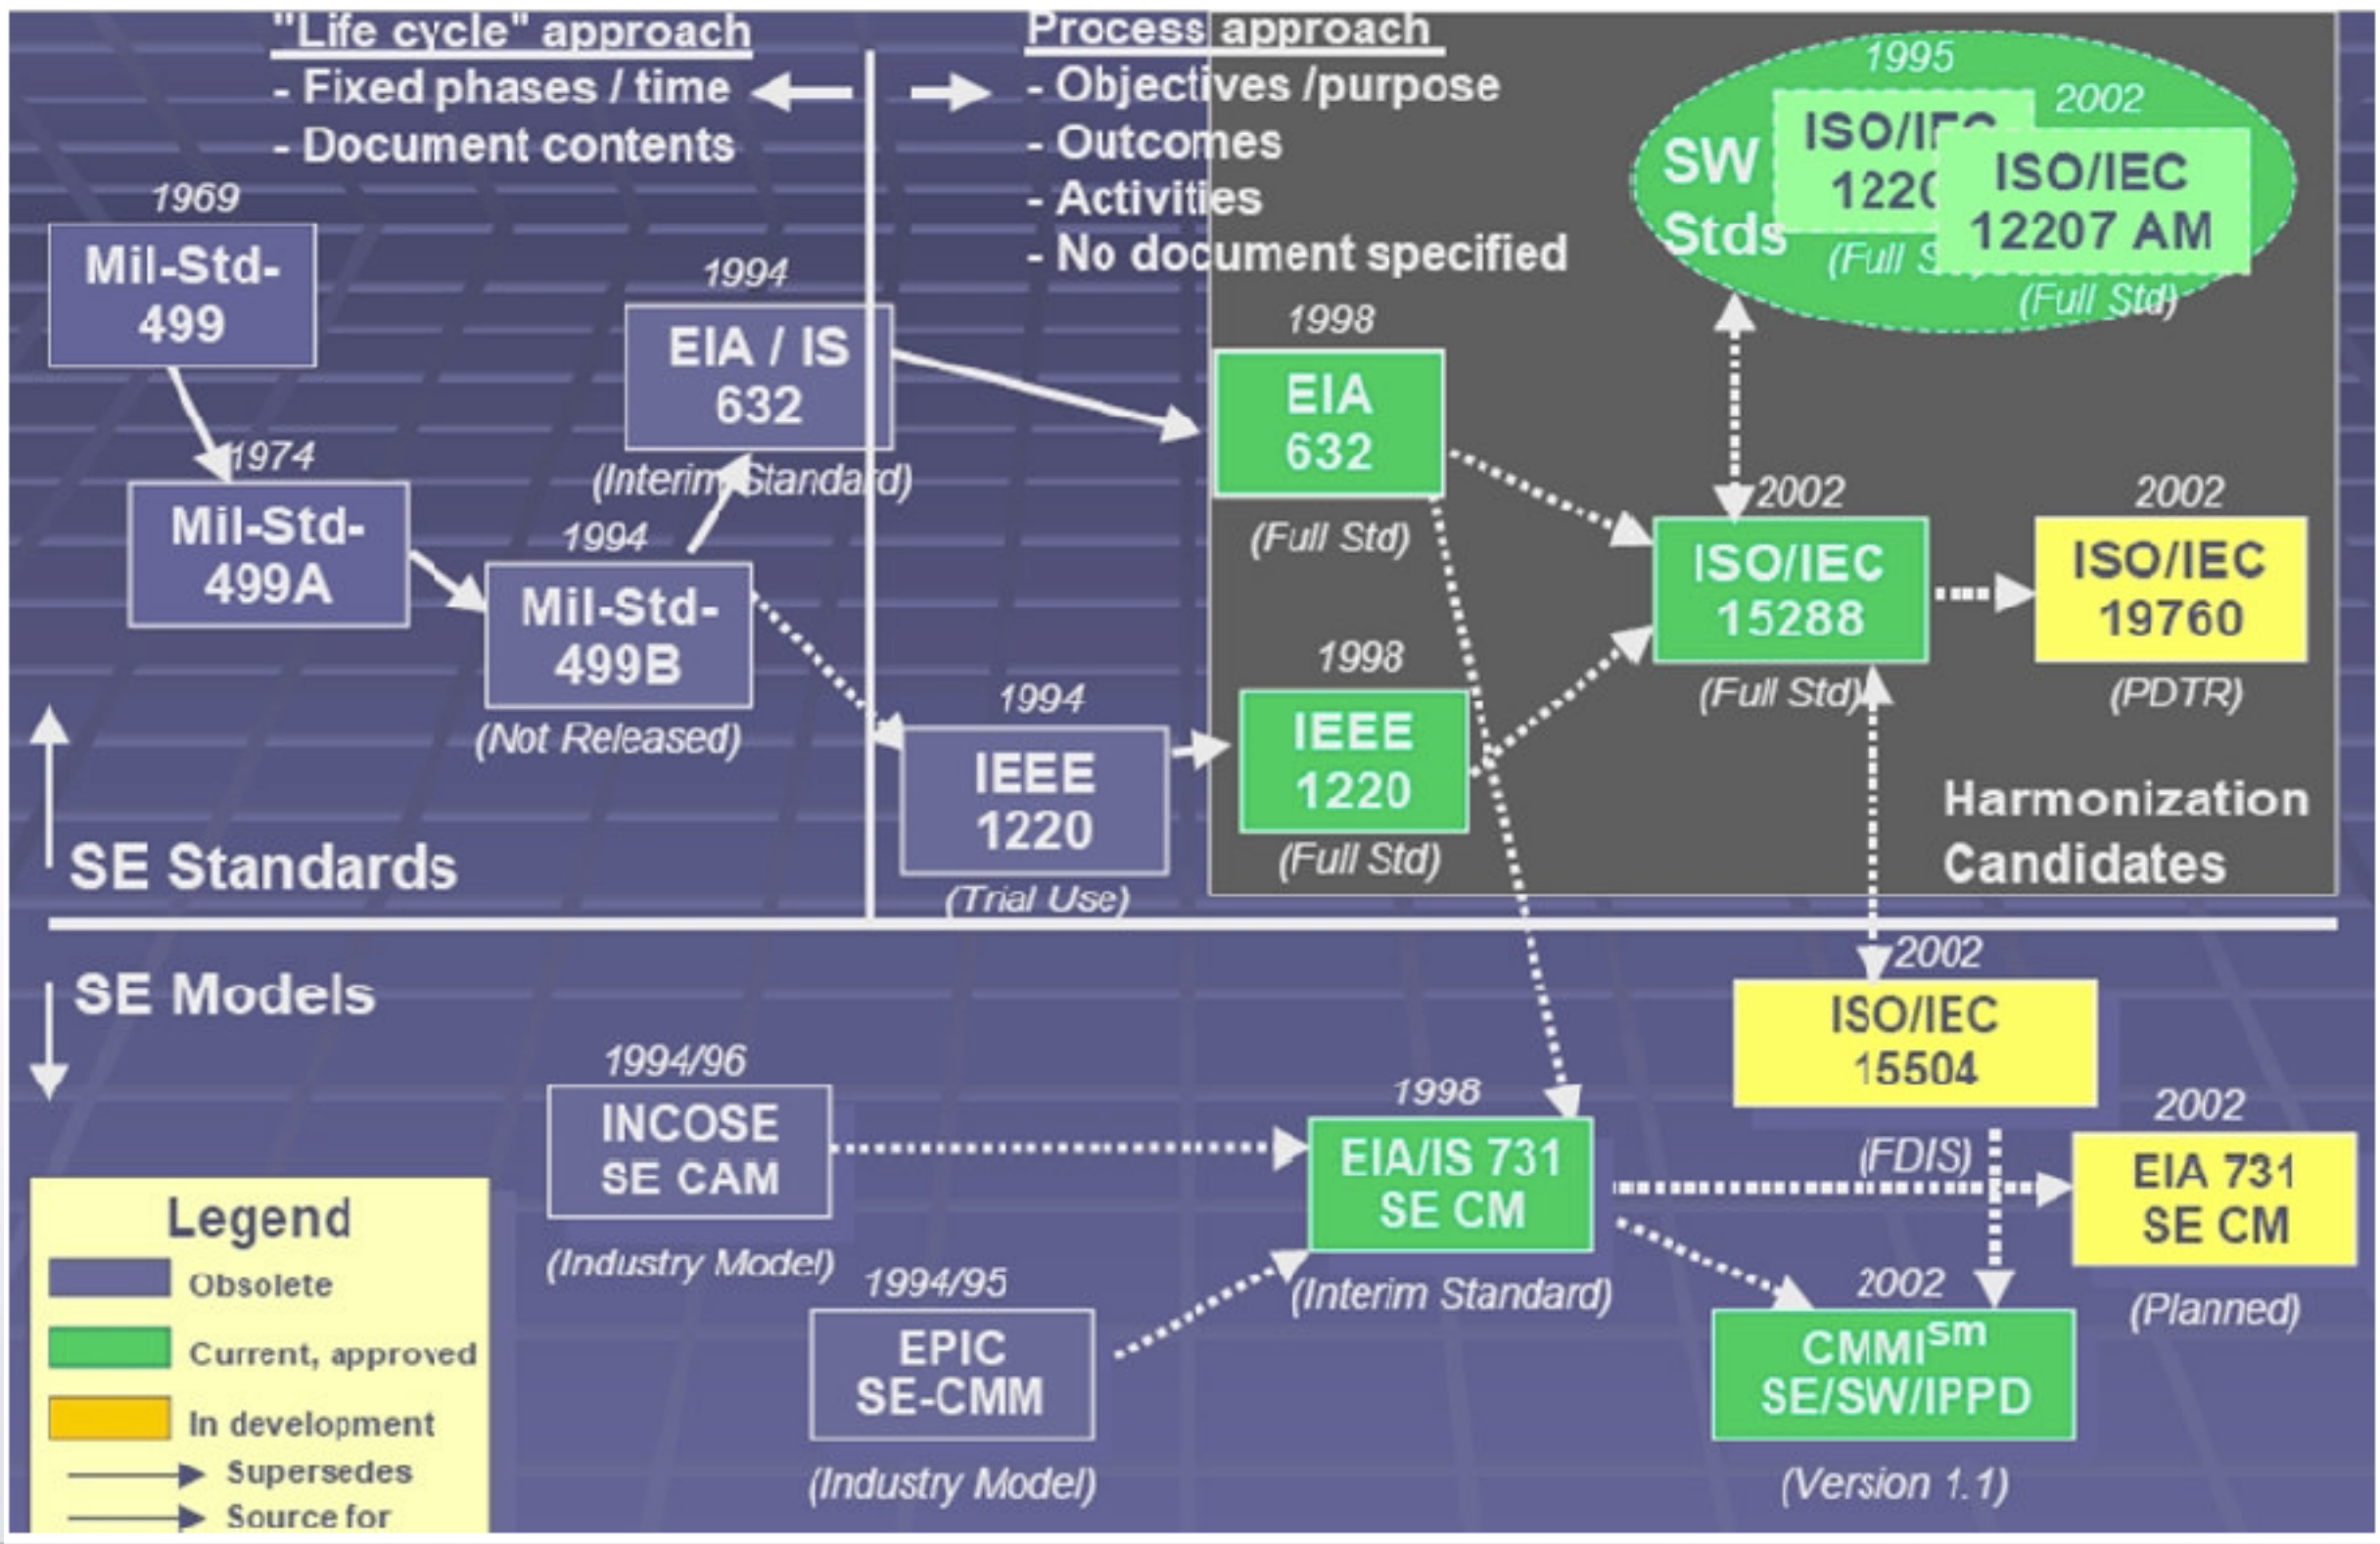 "Life cycle" approach
- Fixed phases / time
- Document contents
Process approach
- Objectives /purpose
- Outcomes
- Activities
- No document specified
1969
Mil-Std-
499
1974
Mil-Std-
499A
1994
Mil-Std-
499B
(Not Released)
1994
EIA / IS
632
(Interim Standard)
1994
IEEE
1220
(Trial Use)
1998
EIA
632
(Full Std)
1998
IEEE
1220
(Full Std)
SW
Stds
1995
2002
ISO/IEC
12207 AM
(Full Std)
2002
ISO/IEC
15288
(Full Std)
2002
ISO/IEC
19760
(PDTR)
Harmonization
Candidates
SE Standards
SE Models
1994/96
INCOSE
SE CAM
(Industry Model)
1994/95
EPIC
SE-CMM
(Industry Model)
1998
EIA/IS 731
SE CM
(Interim Standard)
2002
ISO/IEC
15504
(FDIS)
2002
EIA 731
SE CM
(Planned)
2002
CMMIsm
SE/SW/IPPD
(Version 1.1)
Legend
Obsolete
Current, approved
In development
Supersedes
Source for